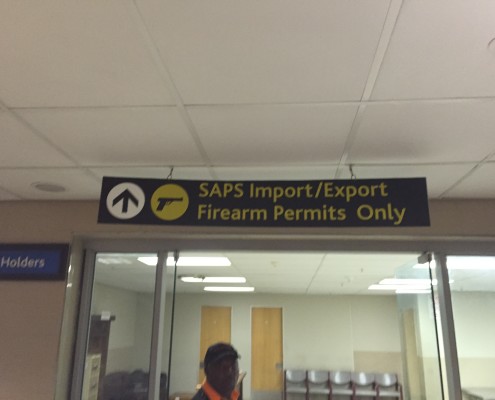 SAPS Import/Export
Firearm Permits Only
Holders